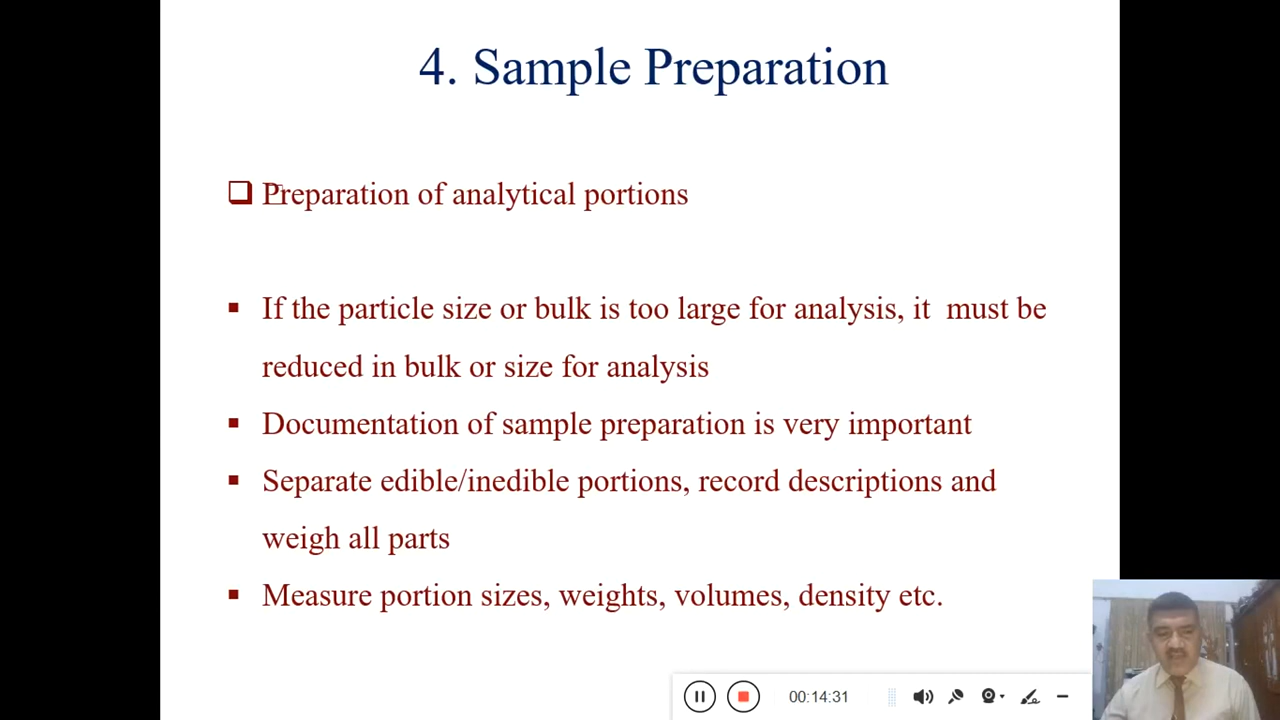 4. Sample Preparation
Preparation of analytical portions
If the particle size or bulk is too large for analysis, it must be
reduced in bulk or size for analysis
Documentation of sample preparation is very important
Separate edible/inedible portions, record descriptions and
weigh all parts
Measure portion sizes, weights, volumes, density etc.
00:14:31